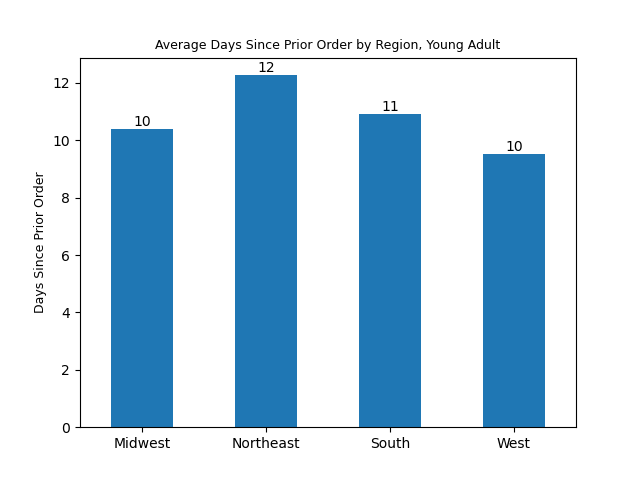 Average Days Since Prior Order by Region, Young Adult
12
10
8
6
4
2
0
Days Since Prior Order
10
12
11
10
Midwest
Northeast
South
West